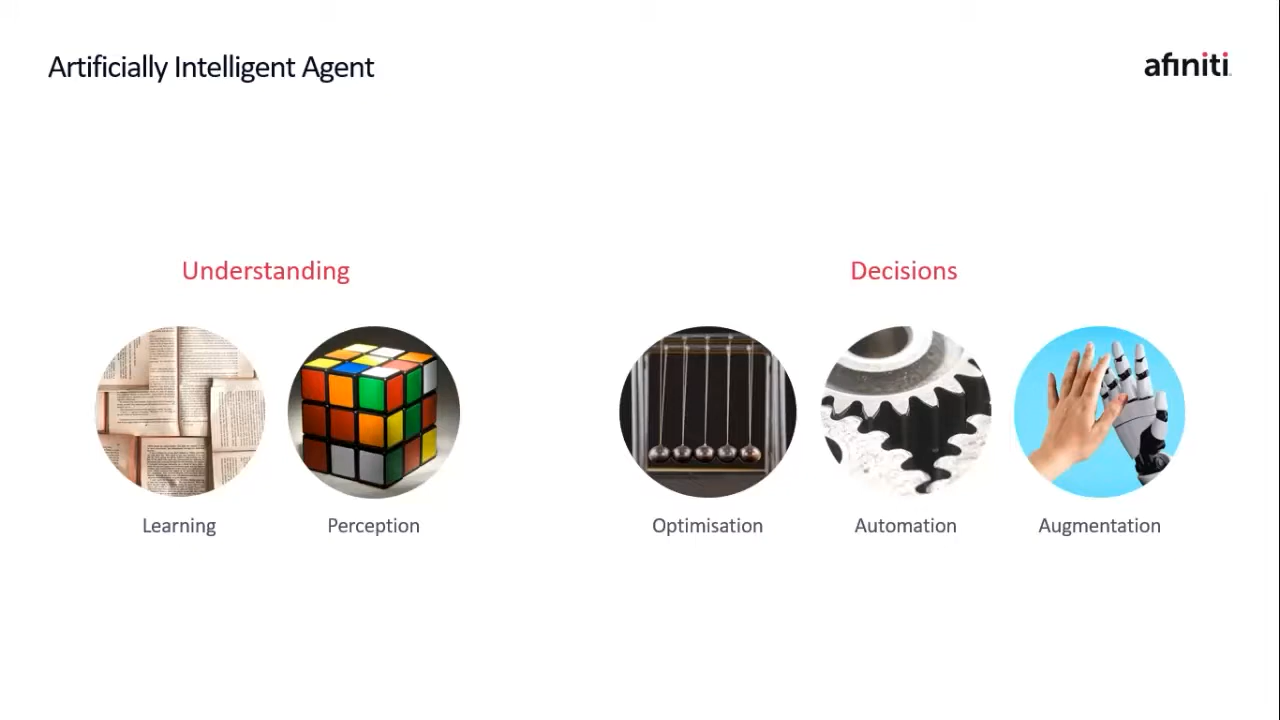 Artificially Intelligent Agent
afiniti
Understanding
Decisions
Learning
Perception
Optimisation
Automation
Augmentation